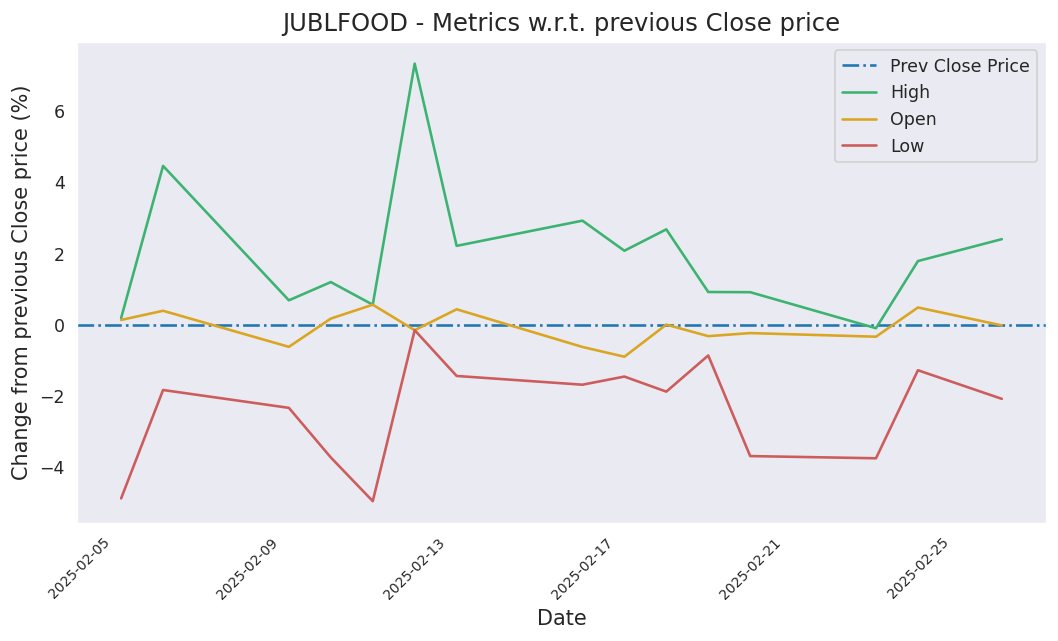 JUBLFOOD - Metrics w.r.t. previous Close price
Change from previous Close price (%)
6
4
2
0
−2
−4
Prev Close Price
High
Open
Low
2025-02-05
2025-02-09
2025-02-13
2025-02-17
2025-02-21
2025-02-25
Date